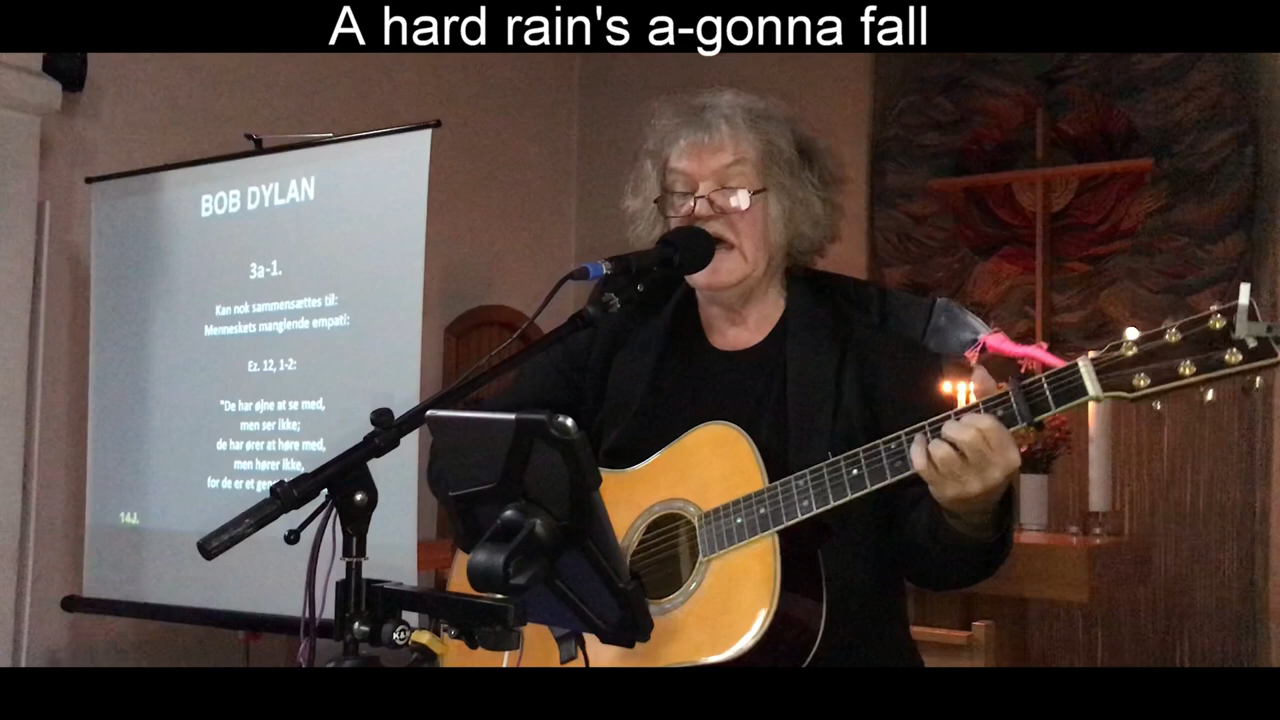 A hard rain's a-gonna fall
BOB DYLAN
3a-1.
Kan nok sammensættes til:
Menneskets manglende empati:
Ez. 12, 1-2:
"De har øjne at se med,
men ser ikke;
de har ører at høre med,
men hører ikke,
for de er et
14J.
K&M